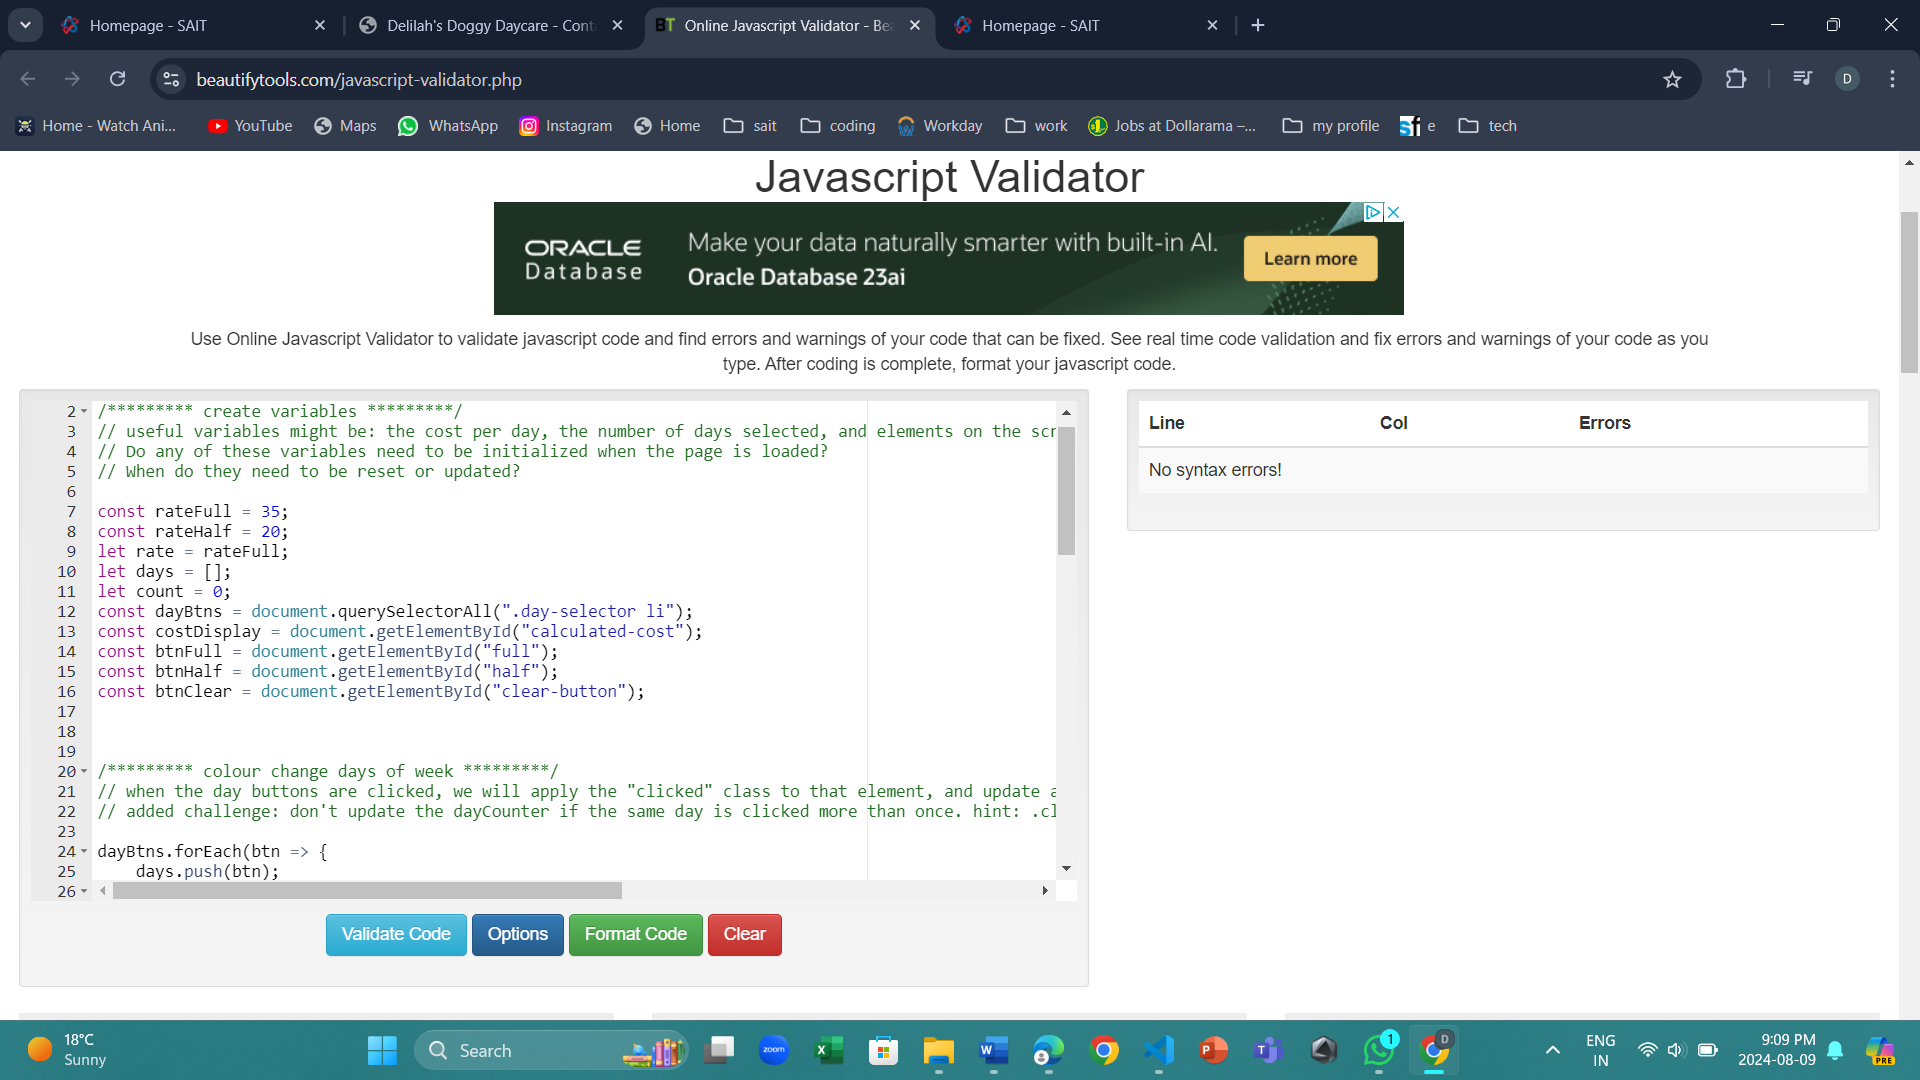 Homepage - SAIT
Delilah's Doggy Daycare - Cont
BT Online Javascript Validator - Be
Homepage - SAIT
beautifytools.com/javascript-validator.php
D
Home - Watch Ani...
YouTube
Maps
WhatsApp
Instagram
Home
sait
coding
Workday
work
Jobs at Dollarama –...
my profile
sf e
tech
Javascript Validator
ORACLE
Database
Make your data naturally smarter with built-in AI.
Oracle Database 23ai
Learn more
Use Online Javascript Validator to validate javascript code and find errors and warnings of your code that can be fixed. See real time code validation and fix errors and warnings of your code as you
type. After coding is complete, format your javascript code.
2 /********* create variables *********/
3 // useful variables might be: the cost per day, the number of days selected, and elements on the scr
4 // Do any of these variables need to be initialized when the page is loaded?
5 // When do they need to be reset or updated?
6
7 const rateFull = 35;
8 const rateHalf = 20;
9 let rate = rateFull;
10 let days = [];
11 let count = 0;
12 const dayBtns = document.querySelectorAll(".day-selector li");
13 const costDisplay = document.getElementById("calculated-cost");
14 const btnFull = document.getElementById("full");
15 const btnHalf = document.getElementById("half");
16 const btnClear = document.getElementById("clear-button");
17
18
19
20 /********* colour change days of week *********/
21 // when the day buttons are clicked, we will apply the "clicked" class to that element, and update a
22 // added challenge: don't update the dayCounter if the same day is clicked more than once. hint: .cl
23
24 dayBtns.forEach(btn => {
25 days.push(btn);
26
Line Col Errors
No syntax errors!
Validate Code
Options
Format Code
Clear
18°C
Sunny
Search
zoom
1
D
ENG
IN
9:09 PM
2024-08-09
PRE